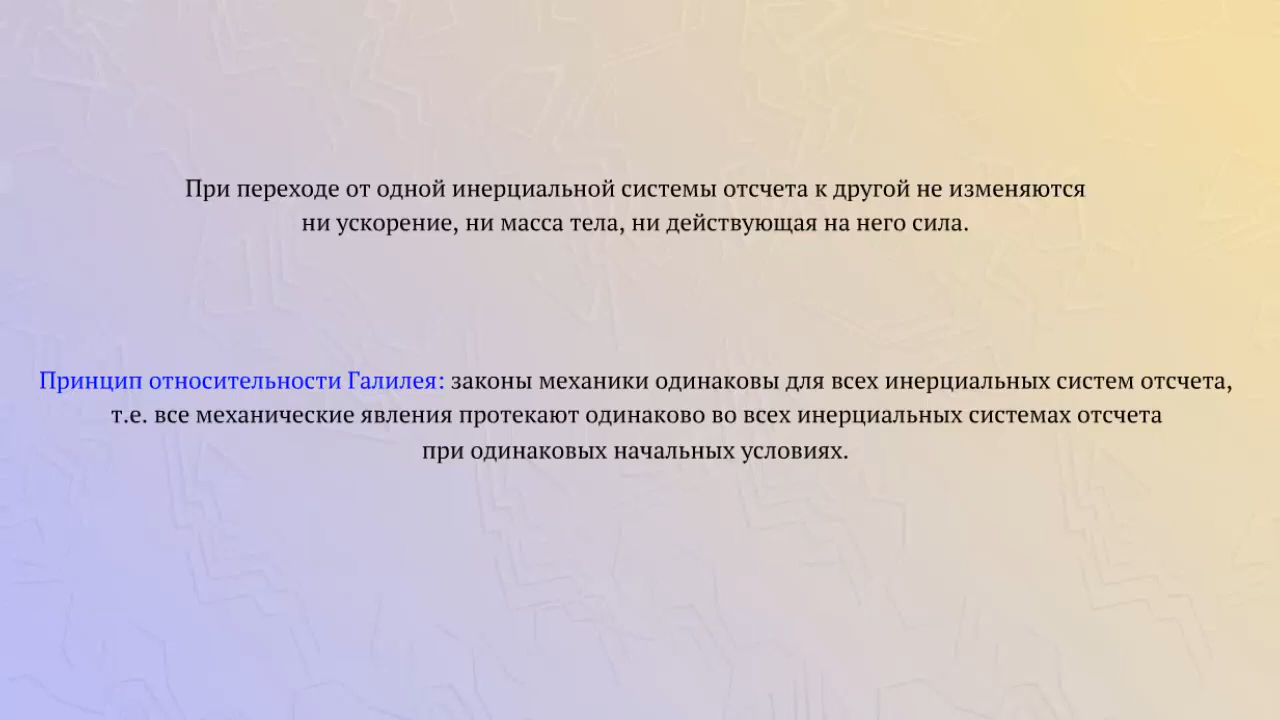 При переходе от одной инерциальной системы отсчета к другой не изменяются
ни ускорение, ни масса тела, ни действующая на него сила.
Принцип относительности Галилея: законы механики одинаковы для всех инерциальных систем отсчета,
т.е. все механические явления протекают одинаково во всех инерциальных системах отсчета
при одинаковых начальных условиях.